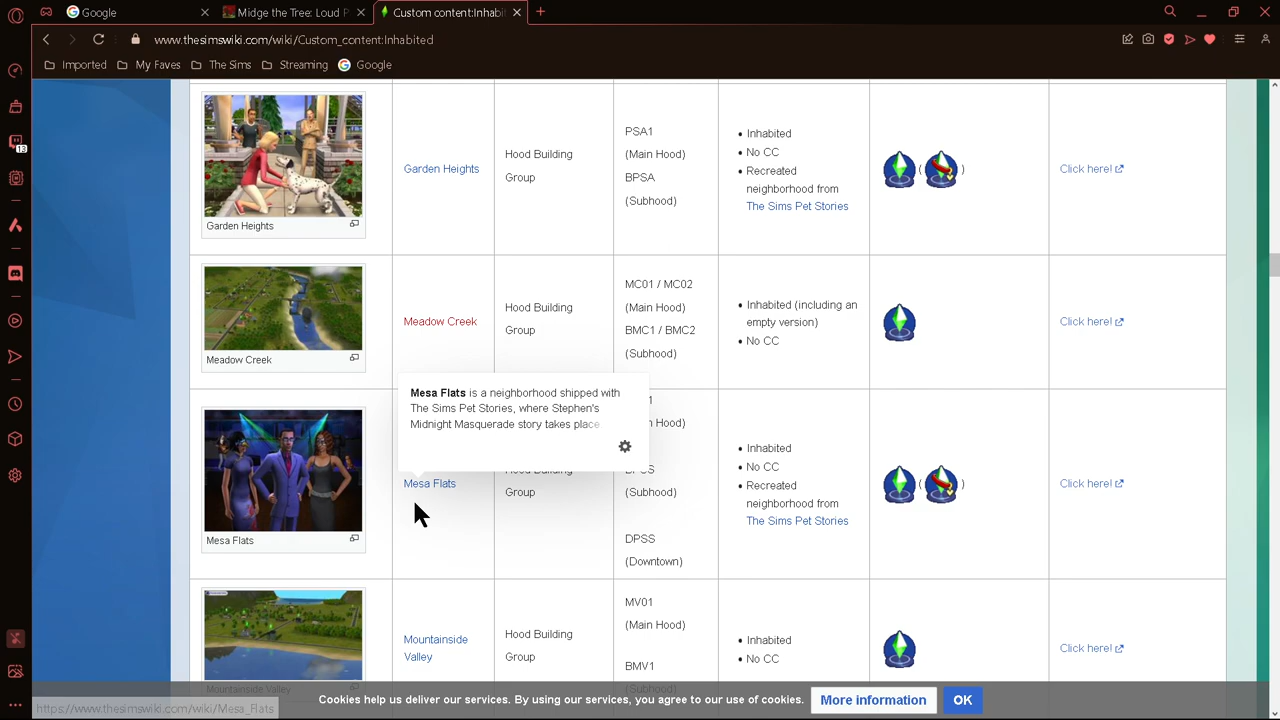 Google
Midge the Tree: Loud P
Custom content:Inhabi
www.thesimswiki.com/wiki/Custom_content:Inhabited
Imported
My Faves
The Sims
Streaming
Google
13
Garden Heights
Garden Heights
Hood Building
Group
PSA1
(Main Hood)
BPSA
(Subhood)
• Inhabited
• No CC
• Recreated
neighborhood from
The Sims Pet Stories
( )
Click here!
Meadow Creek
Meadow Creek
Hood Building
Group
MC01 / MC02
(Main Hood)
BMC1 / BMC2
(Subhood)
• Inhabited (including an
empty version)
• No CC
Click here!
Mesa Flats is a neighborhood shipped with
The Sims Pet Stories, where Stephen's
Midnight Masquerade story takes place
Mesa Flats
Mesa Flats
Hood Building
Group
(Subhood)
DPSS
(Downtown)
• Inhabited
• No CC
• Recreated
neighborhood from
The Sims Pet Stories
( )
Click here!
Mountainside Valley
Mountainside
Valley
Hood Building
Group
MV01
(Main Hood)
BMV1
(Subhood)
• Inhabited
• No CC
Click here!
Cookies help us deliver our services. By using our services, you agree to our use of cookies.
More information
OK
https://www.thesimswiki.com/wiki/Mesa_Flats